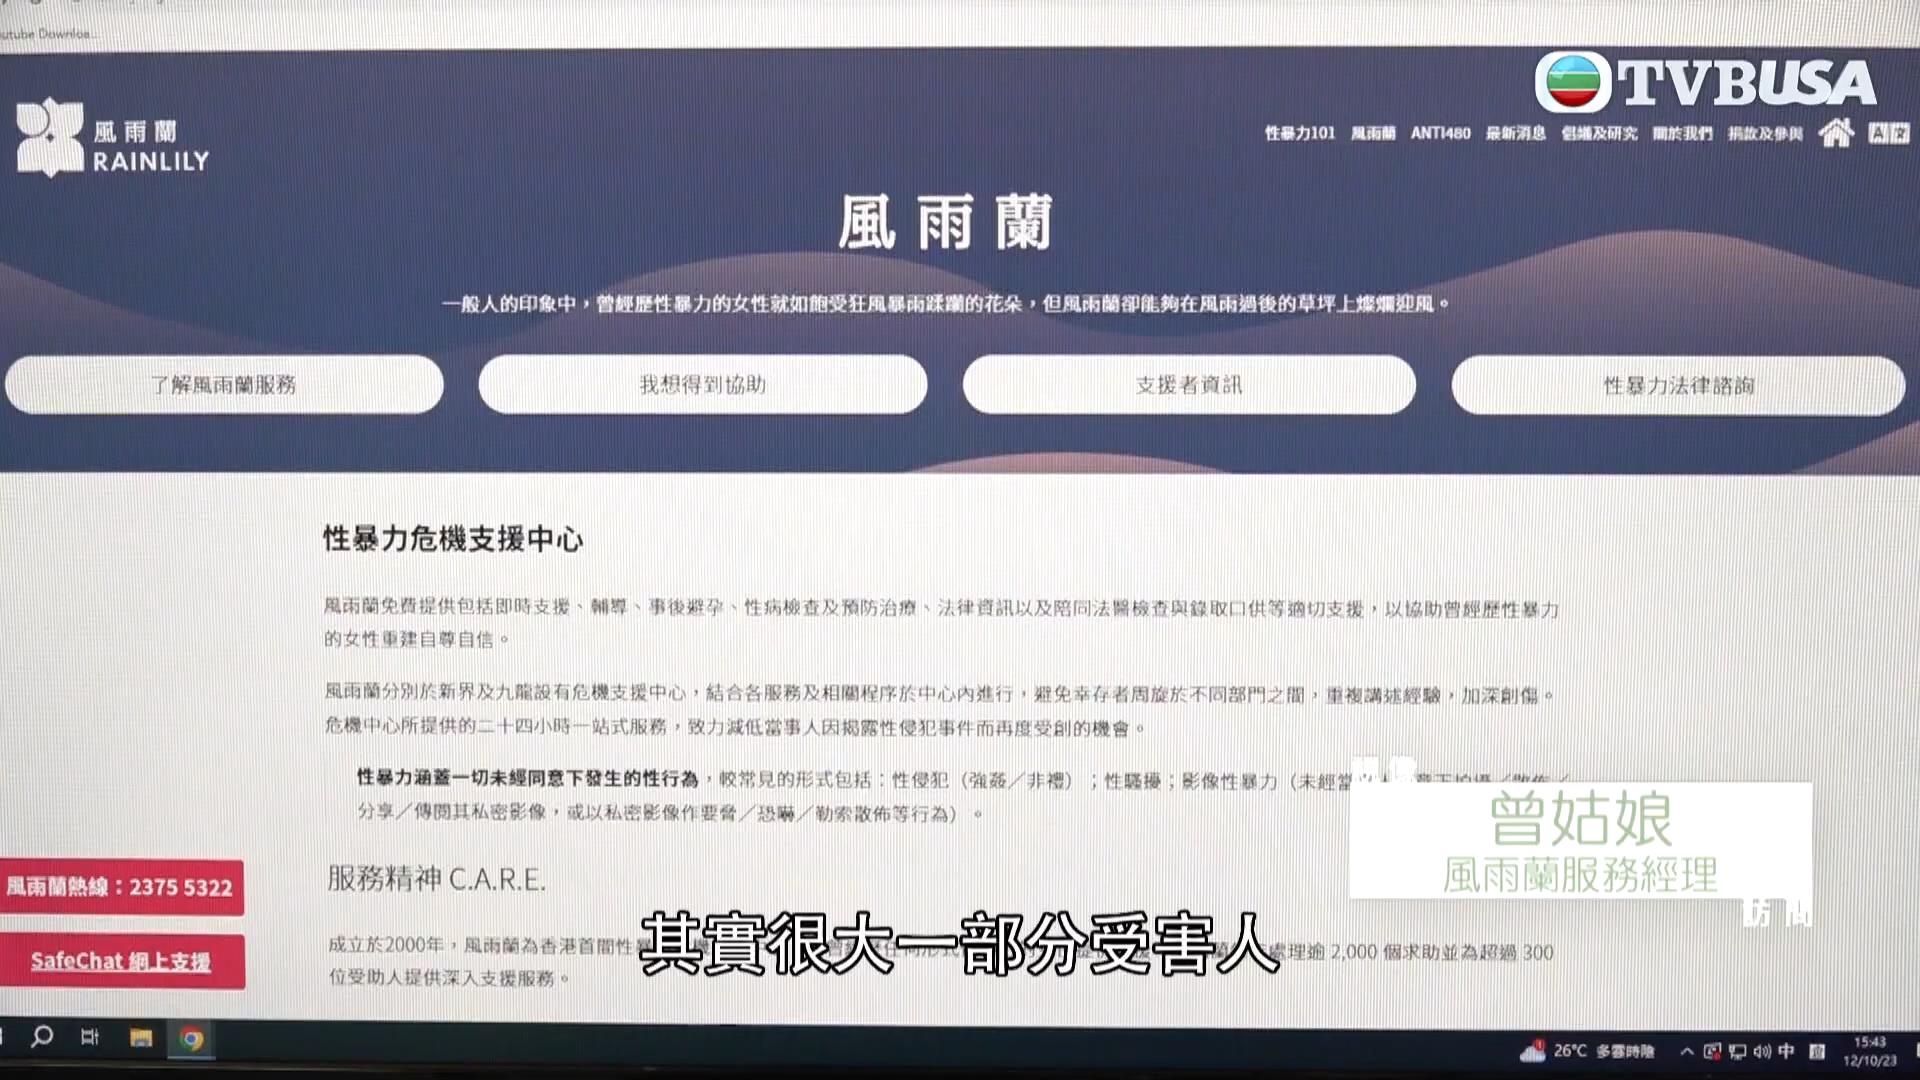 TVBUSA
風雨蘭
RAINLILY
性暴力101 風雨蘭 ANTI480 最新消息 倡議及研究 關於我們 捐款及參與
風雨蘭
一般人的印象中，曾經歷性暴力的女性就如飽受狂風暴雨蹂躪的花朵，但風雨蘭卻能夠在風雨過後的草坪上燦爛迎風。
了解風雨蘭服務 我想得到協助 支援者資訊 性暴力法律諮詢
性暴力危機支援中心
風雨蘭免費提供包括即時支援、輔導、事後避孕、性病檢查及預防治療、法律資訊以及陪同法醫檢查與錄取口供等適切支援，以協助曾經歷性暴力
的女性重建自尊自信。
風雨蘭分別於新界及九龍設有危機支援中心，結合各服務及相關程序於中心內進行，避免幸存者周旋於不同部門之間，重複講述經驗，加深創傷。
危機中心所提供的二十四小時一站式服務，致力減低當事人因揭露性侵犯事件而再度受創的機會。
性暴力涵蓋一切未經同意下發生的性行為，較常見的形式包括：性侵犯（強姦／非禮）；性騷擾；影像性暴力（未經當
分享／傳閱其私密影像，或以私密影像作要脅／恐嚇／勒索散佈等行為）。
曾姑娘
風雨蘭服務經理
訪問
服務精神 C.A.R.E.
風雨蘭熱線：2375 5322
其實很大一部分受害人
成立於2000年，風雨蘭為香港首間性暴 處理逾 2,000 個求助並為超過 300
位受助人提供深入支援服務。
SafeChat 網上支援
26°C 多雲時陰 中
15:43
12/10/23